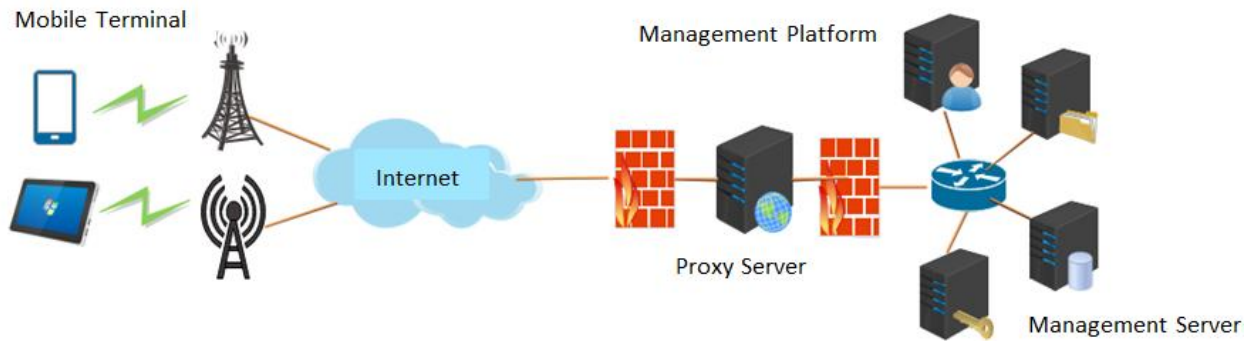 Mobile Terminal
Management Platform
Internet
Proxy Server
Management Server